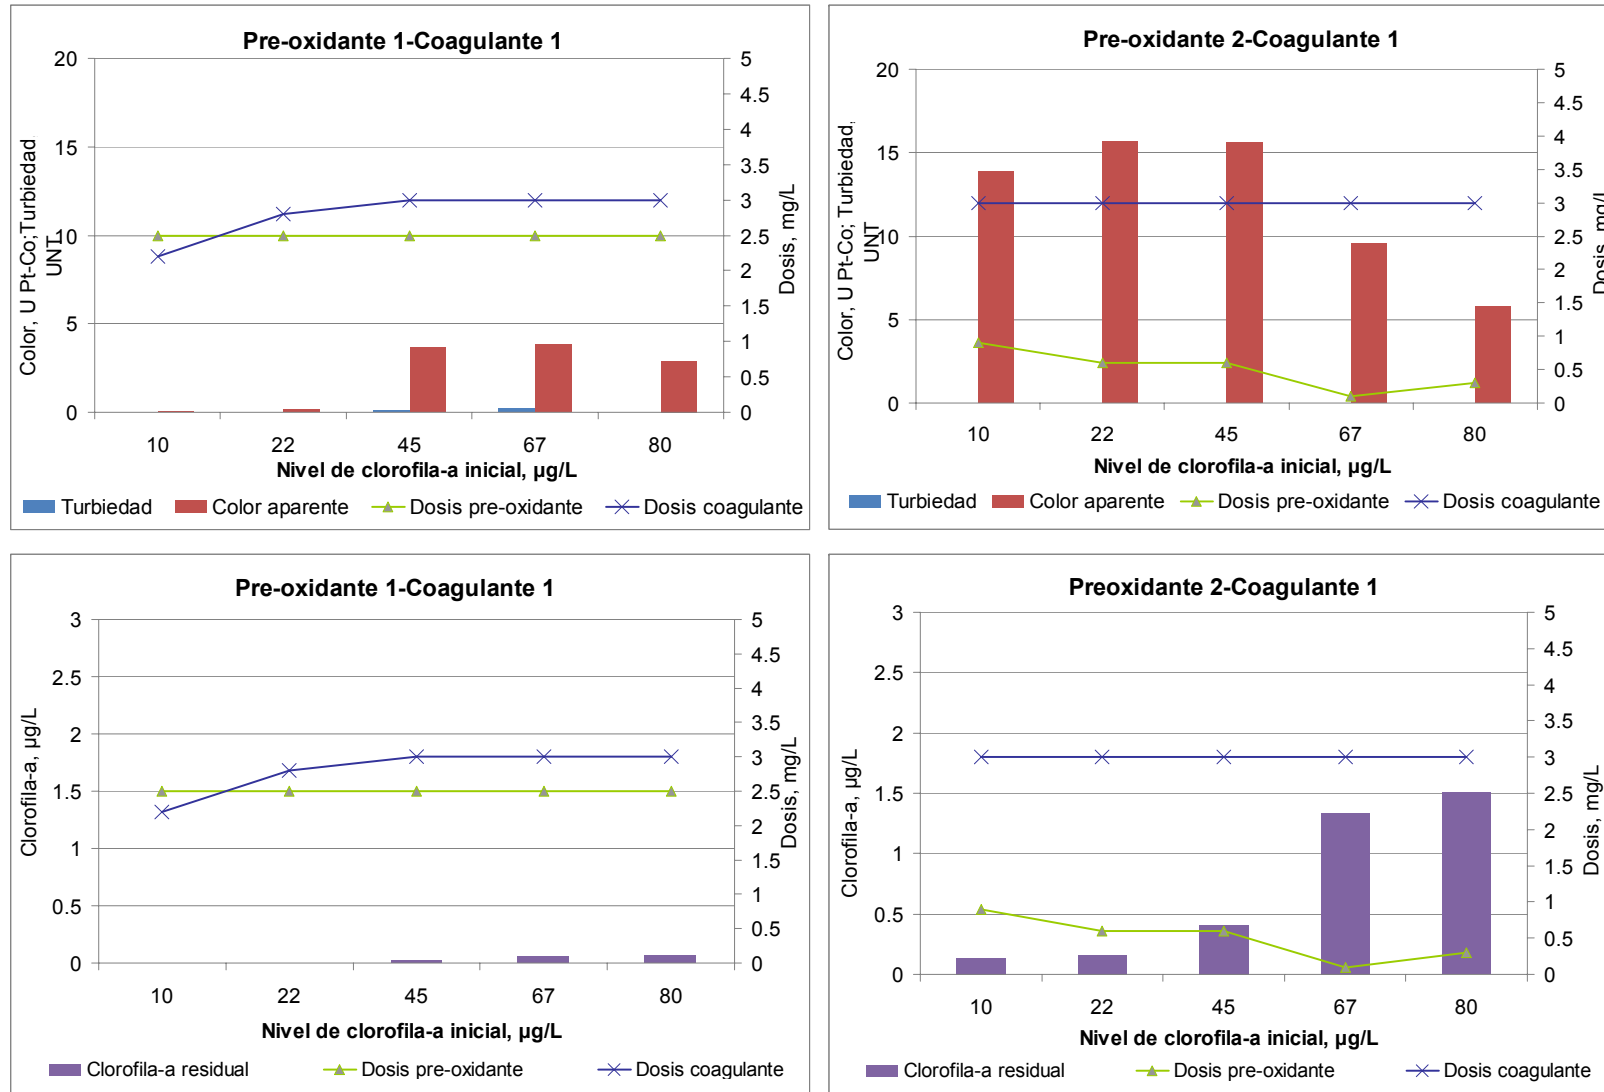 Pre-oxidante 1-Coagulante 1
20
15
10
5
0
5
4.5
4
3.5
3
2.5
2
1.5
1
0.5
0
Color, U Pt-Co; Turbiedad
UNT
Dosis, mg/L
10 22 45 67 80
Nivel de clorofila-a inicial, µg/L
Turbiedad Color aparente Dosis pre-oxidante Dosis coagulante
Pre-oxidante 2-Coagulante 1
20
15
10
5
0
5
4.5
4
3.5
3
2.5
2
1.5
1
0.5
0
Color, U Pt-Co; Turbiedad,
UNT
Dosis, mg/L
10 22 45 67 80
Nivel de clorofila-a inicial, µg/L
Turbiedad Color aparente Dosis pre-oxidante Dosis coagulante
Pre-oxidante 1-Coagulante 1
3
2.5
2
1.5
1
0.5
0
5
4.5
4
3.5
3
2.5
2
1.5
1
0.5
0
Clorofila-a, µg/L
Dosis, mg/L
10 22 45 67 80
Nivel de clorofila-a inicial, µg/L
Clorofila-a residual Dosis pre-oxidante Dosis coagulante
Preoxidante 2-Coagulante 1
3
2.5
2
1.5
1
0.5
0
5
4.5
4
3.5
3
2.5
2
1.5
1
0.5
0
Clorofila-a, µg/L
Dosis, mg/L
10 22 45 67 80
Nivel de clorofila-a inicial, µg/L
Clorofila-a residual Dosis pre-oxidante Dosis coagulante